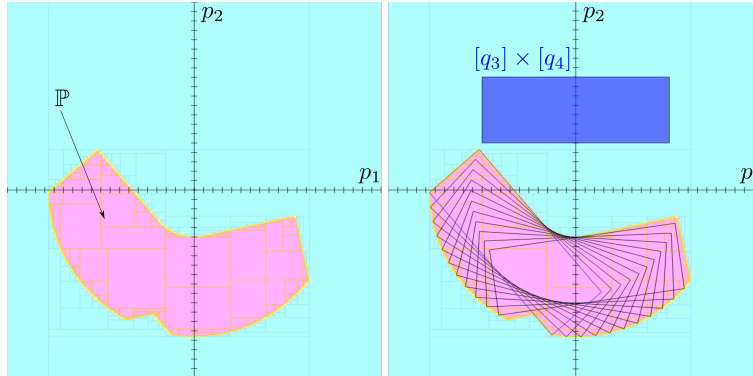 p₂
ℙ
p₁
p₂
[q₃] × [q₄]
p